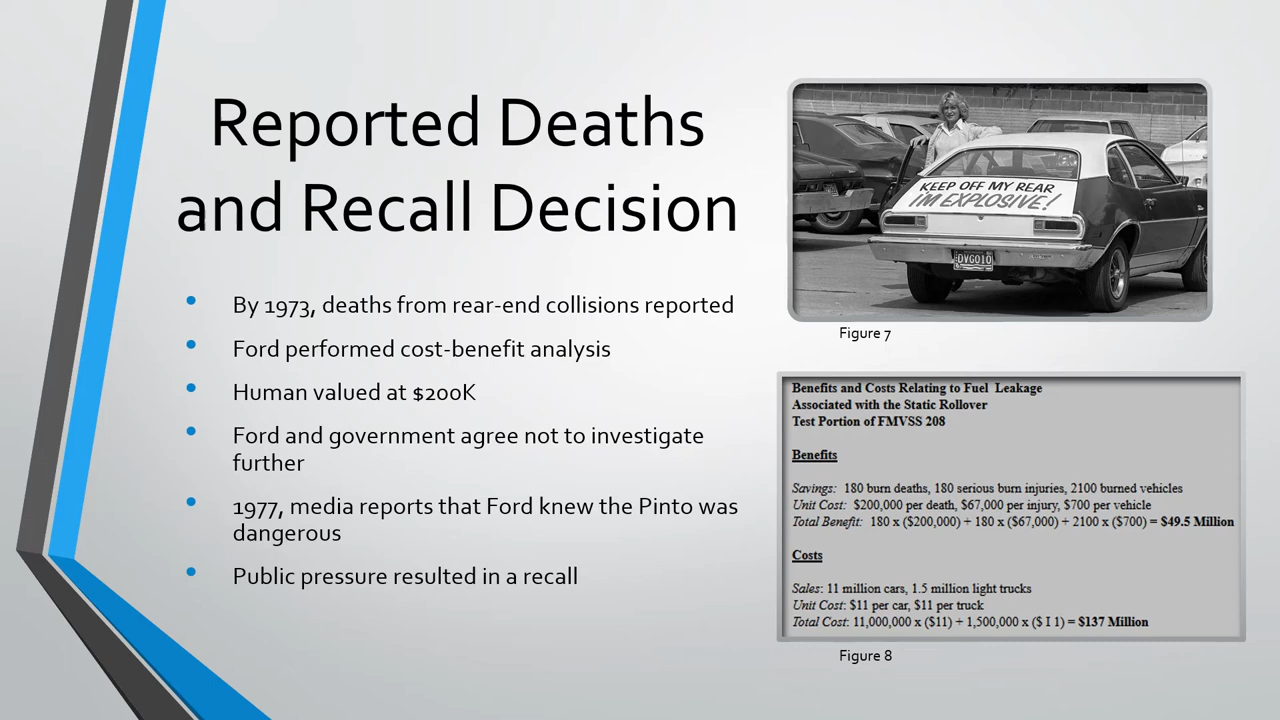 Reported Deaths
and Recall Decision
• By 1973, deaths from rear-end collisions reported
• Ford performed cost-benefit analysis
• Human valued at $200K
• Ford and government agree not to investigate
further
• 1977, media reports that Ford knew the Pinto was
dangerous
• Public pressure resulted in a recall
KEEP OFF MY REAR
I'M EXPLOSIVE!
DVG010
Figure 7
Benefits and Costs Relating to Fuel Leakage
Associated with the Static Rollover
Test Portion of FMVSS 208
Benefits
Savings: 180 burn deaths, 180 serious burn injuries, 2100 burned vehicles
Unit Cost: $200,000 per death, $67,000 per injury, $700 per vehicle
Total Benefit: 180 x ($200,000) + 180 x ($67,000) + 2100 x ($700) = $49.5 Million
Costs
Sales: 11 million cars, 1.5 million light trucks
Unit Cost: $11 per car, $11 per truck
Total Cost: 11,000,000 x ($11) + 1,500,000 x ($ I 1) = $137 Million
Figure 8